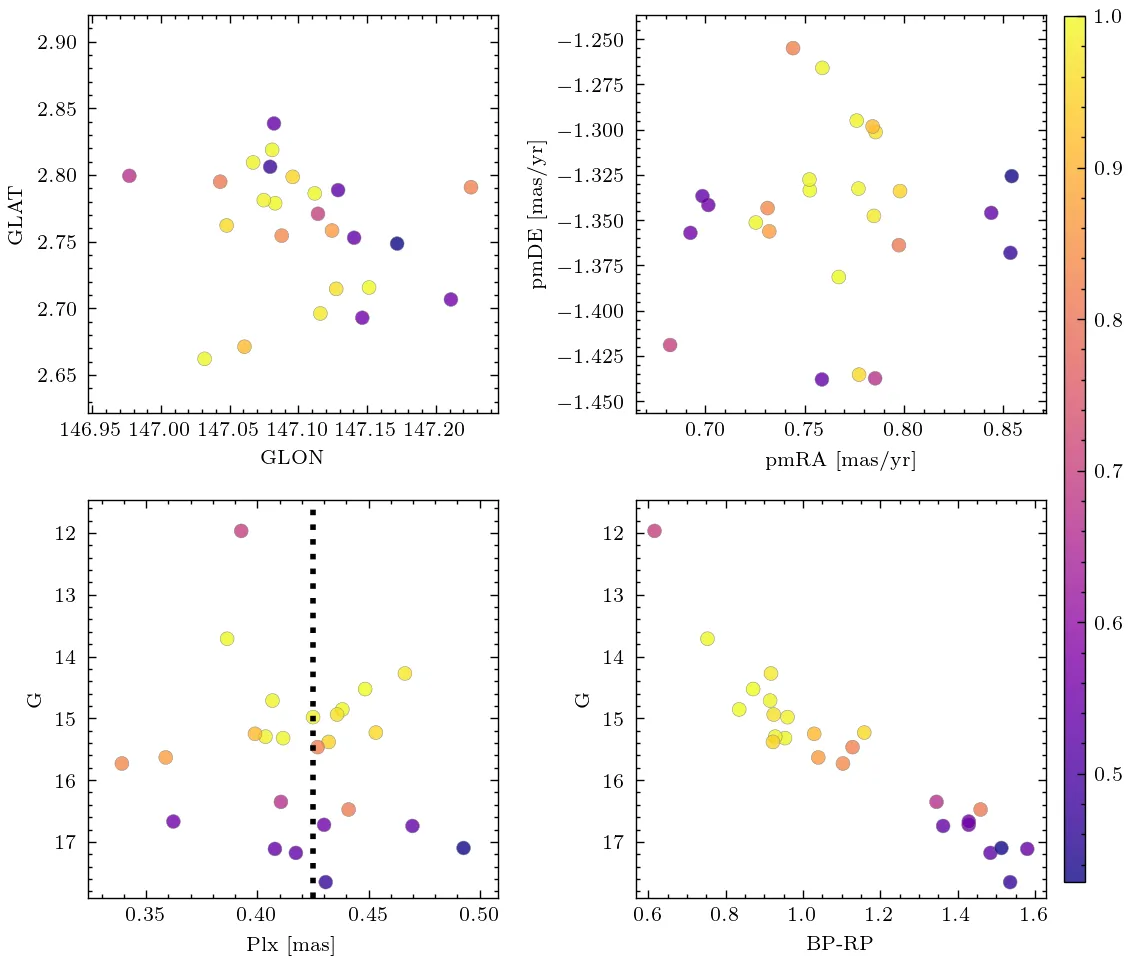 2.90
2.85
2.80
2.75
2.70
2.65
GLAT
146.95 147.00 147.05 147.10 147.15 147.20
GLON
−1.250
−1.275
−1.300
−1.325
−1.350
−1.375
−1.400
−1.425
−1.450
pmDE [mas/yr]
0.70 0.75 0.80 0.85
pmRA [mas/yr]
12
13
14
15
16
17
G
0.35 0.40 0.45 0.50
Plx [mas]
12
13
14
15
16
17
G
0.6 0.8 1.0 1.2 1.4 1.6
BP-RP
1.0
0.9
0.8
0.7
0.6
0.5